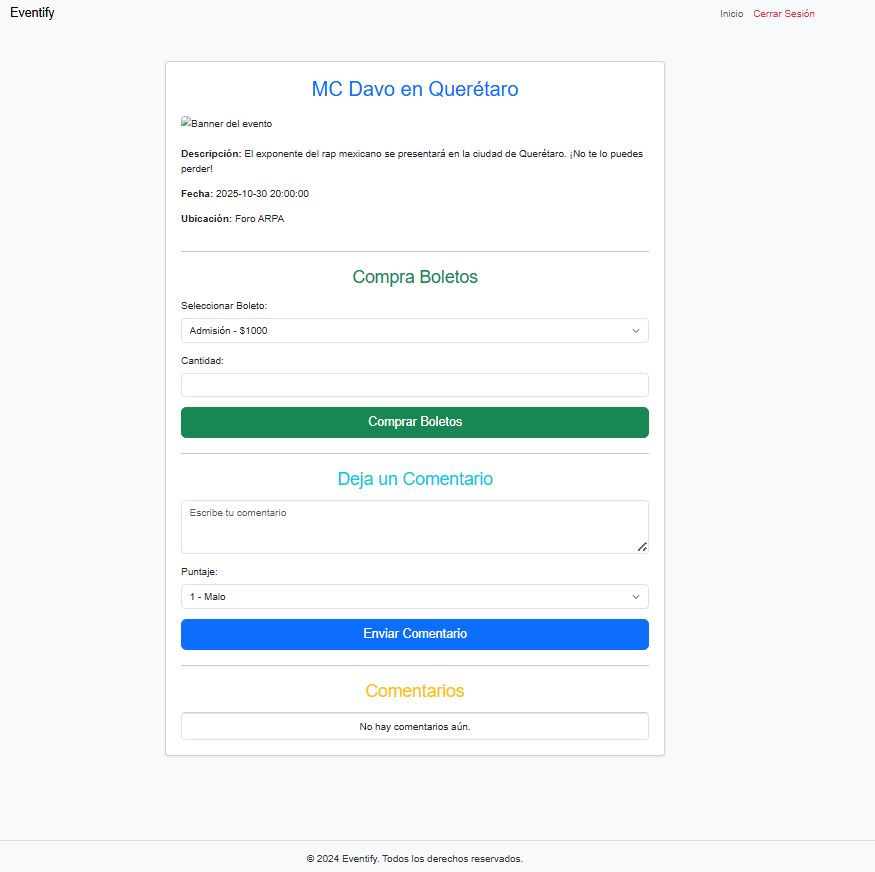 Eventify
Inicio
Cerrar Sesión
MC Davo en Querétaro
Banner del evento
Descripción: El exponente del rap mexicano se presentará en la ciudad de Querétaro. ¡No te lo puedes
perder!
Fecha: 2025-10-30 20:00:00
Ubicación: Foro ARPA
Compra Boletos
Seleccionar Boleto:
Admisión - $1000
Cantidad:
Comprar Boletos
Deja un Comentario
Escribe tu comentario
Puntaje:
1 - Malo
Enviar Comentario
Comentarios
No hay comentarios aún.
© 2024 Eventify. Todos los derechos reservados.